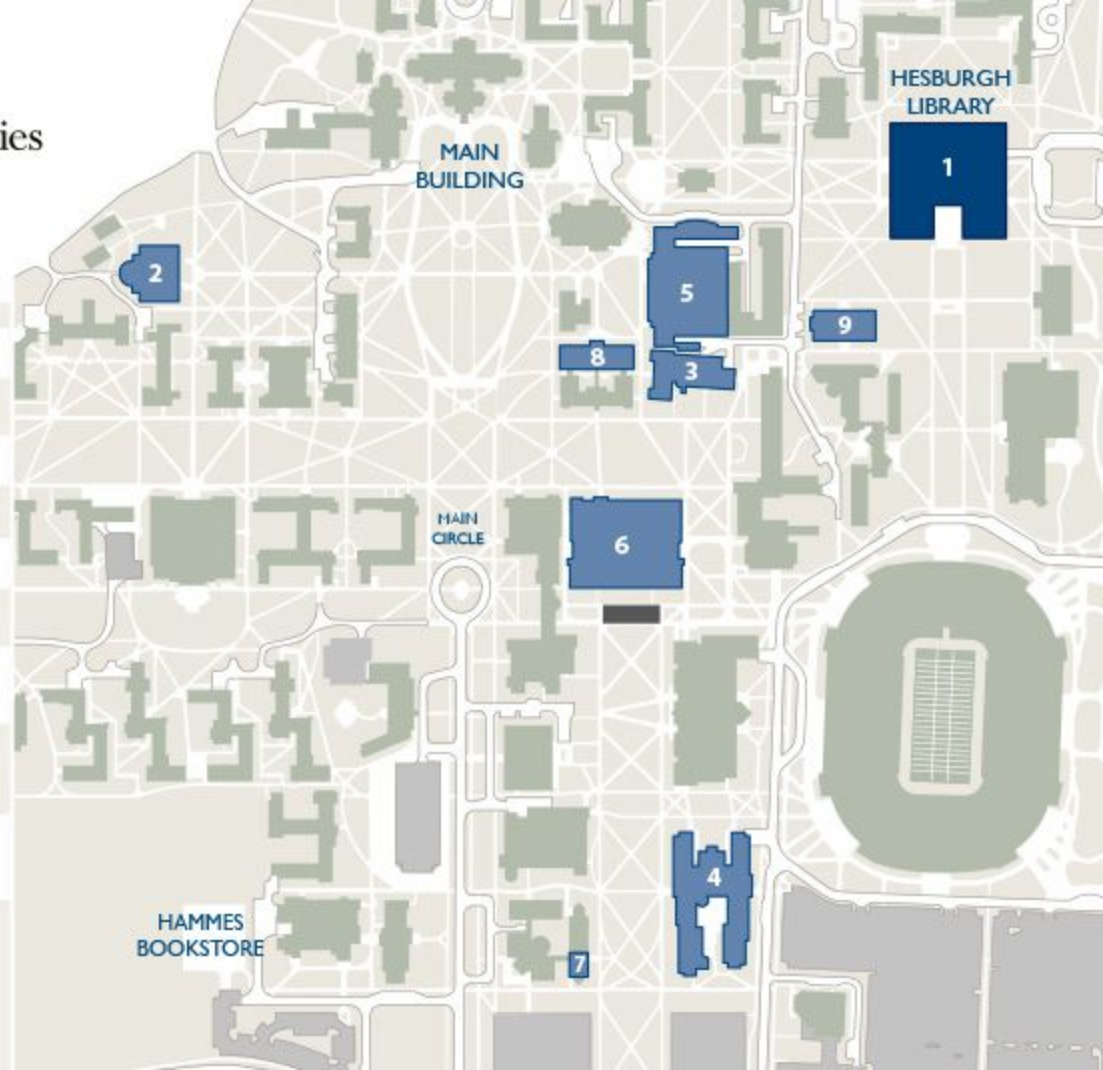 ies
HESBURGH
LIBRARY
1
MAIN
BUILDING
2
5
9
8
3
MAIN
CIRCLE
6
4
HAMMES
BOOKSTORE
7